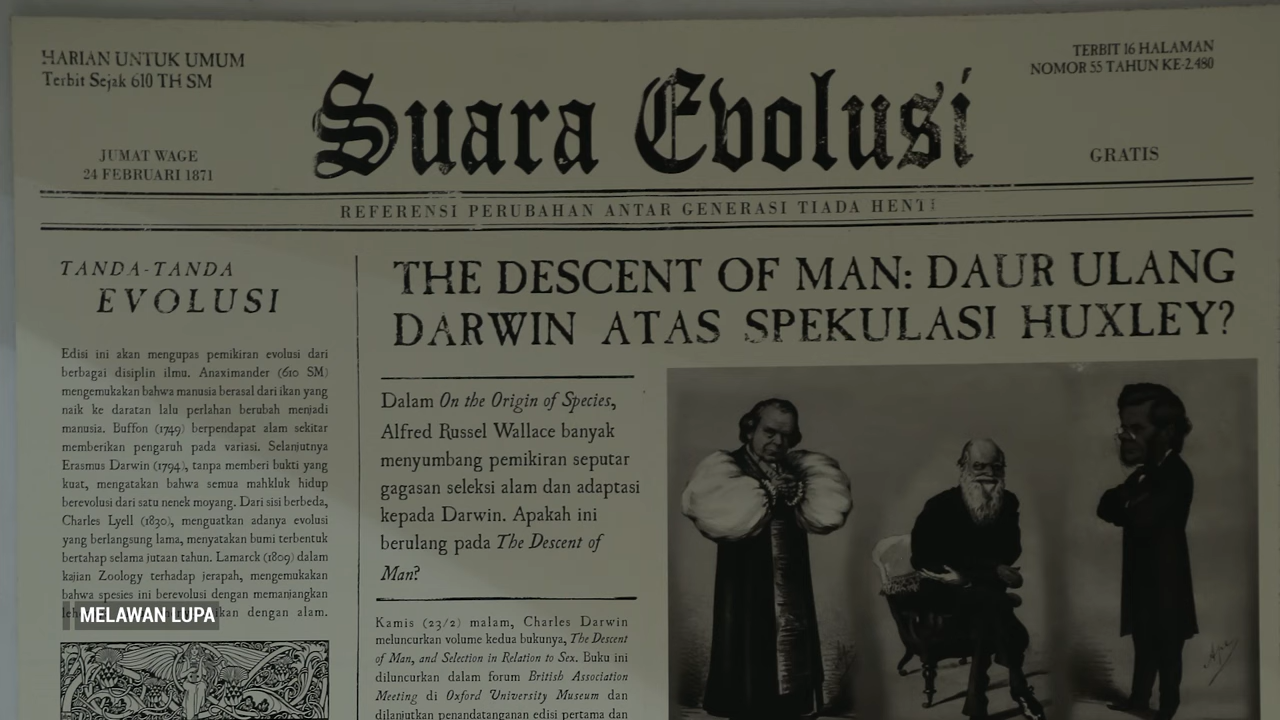 HARIAN UNTUK UMUM
Terbit Sejak 610 TH SM
TERBIT 16 HALAMAN
NOMOR 55 TAHUN KE-2.480
Suara Evolusi
JUMAT WAGE
24 FEBRUARI 1871
GRATIS
REFERENSI PERUBAHAN ANTAR GENERASI TIADA HENTI
TANDA-TANDA
EVOLUSI
Edisi ini akan mengupas pemikiran evolusi dari
berbagai disiplin ilmu. Anaximander (610 SM)
mengemukakan bahwa manusia berasal dari ikan yang
naik ke daratan lalu perlahan berubah menjadi
manusia. Buffon (1749) berpendapat alam sekitar
memberikan pengaruh pada variasi. Selanjutnya
Erasmus Darwin (1794), tanpa memberi bukti yang
kuat, mengatakan bahwa semua mahkluk hidup
berevolusi dari satu nenek moyang. Dari sisi berbeda,
Charles Lyell (1830), menguatkan adanya evolusi
yang berlangsung lama, menyatakan bumi terbentuk
bertahap selama jutaan tahun. Lamarck (1809) dalam
kajian Zoology terhadap jerapah, mengemukakan
bahwa spesies ini berevolusi dengan memanjangkan
dengan alam.
MELAWAN LUPA
THE DESCENT OF MAN: DAUR ULANG
DARWIN ATAS SPEKULASI HUXLEY?
Dalam On the Origin of Species,
Alfred Russel Wallace banyak
menyumbang pemikiran seputar
gagasan seleksi alam dan adaptasi
kepada Darwin. Apakah ini
berulang pada The Descent of
Man?
Kamis (23/2) malam, Charles Darwin
meluncurkan volume kedua bukunya, The Descent
of Man, and Selection in Relation to Sex. Buku ini
diluncurkan dalam forum British Association
Meeting di Oxford University Museum dan
dilanjutkan penandatanganan edisi pertama dan